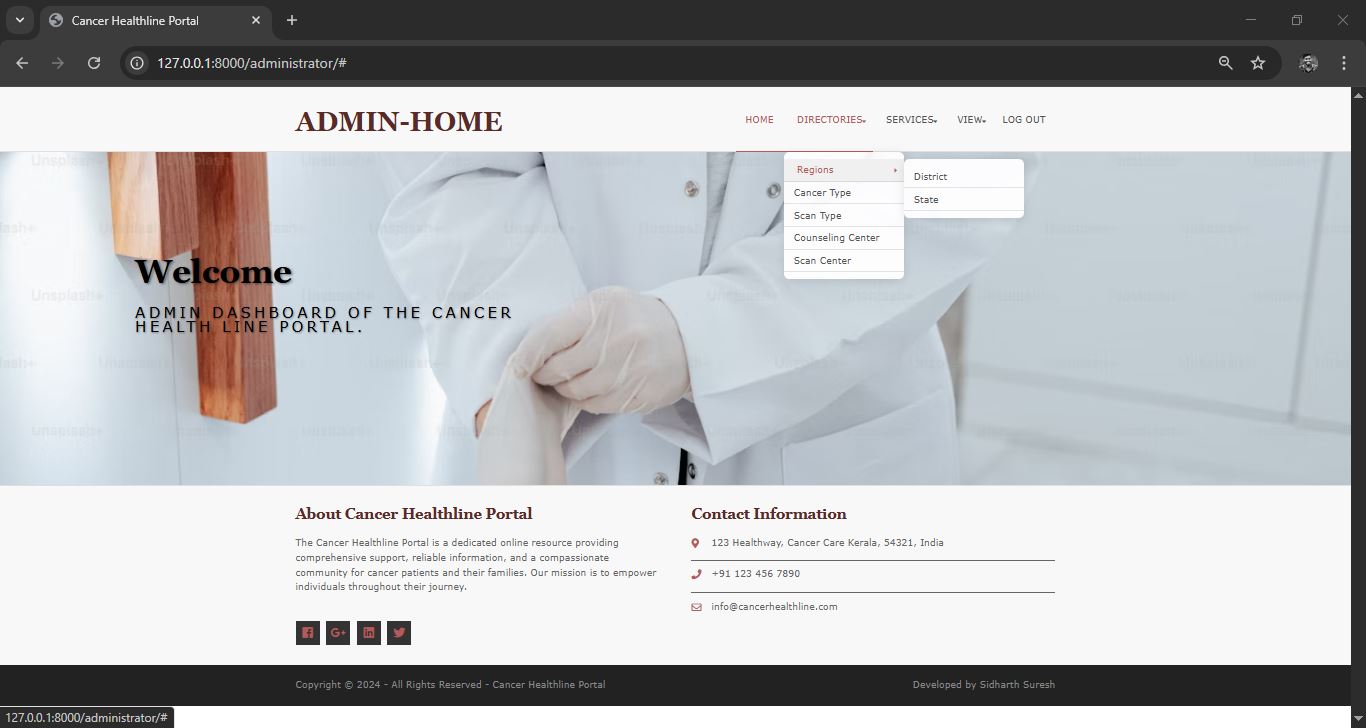 Cancer Healthline Portal
127.0.0.1:8000/administrator/#
ADMIN-HOME
HOME DIRECTORIES SERVICES VIEW LOG OUT
Regions
Cancer Type
Scan Type
Counseling Center
Scan Center
District
State
Unsplash+
Welcome
ADMIN DASHBOARD OF THE CANCER
HEALTH LINE PORTAL.
About Cancer Healthline Portal
The Cancer Healthline Portal is a dedicated online resource providing
comprehensive support, reliable information, and a compassionate
community for cancer patients and their families. Our mission is to empower
individuals throughout their journey.
Contact Information
123 Healthway, Cancer Care Kerala, 54321, India
+91 123 456 7890
info@cancerhealthline.com
Copyright © 2024 - All Rights Reserved - Cancer Healthline Portal
Developed by Sidharth Suresh
127.0.0.1:8000/administrator/#